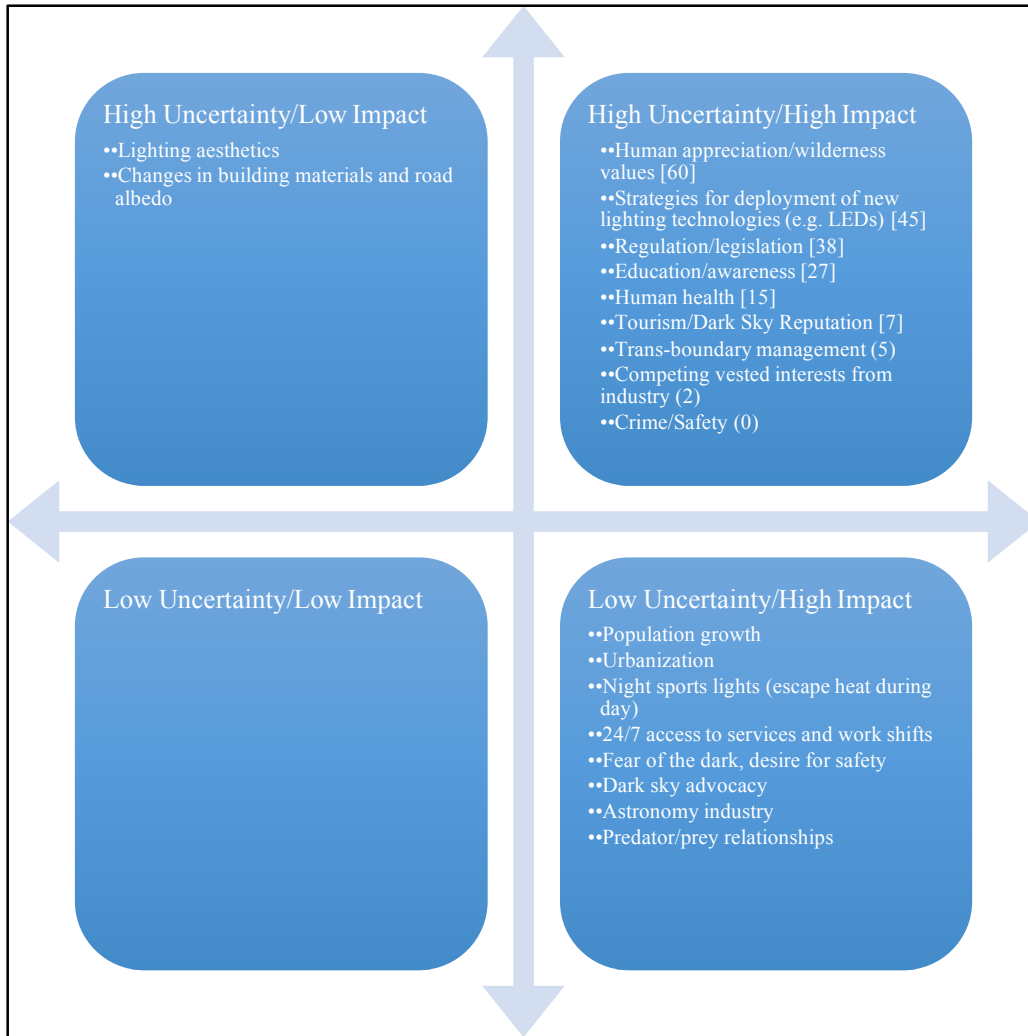 High Uncertainty/Low Impact
••Lighting aesthetics
••Changes in building materials and road
albedo
High Uncertainty/High Impact
••Human appreciation/wilderness
values [60]
••Strategies for deployment of new
lighting technologies (e.g. LEDs) [45]
••Regulation/legislation [38]
••Education/awareness [27]
••Human health [15]
••Tourism/Dark Sky Reputation [7]
••Trans-boundary management (5)
••Competing vested interests from
industry (2)
••Crime/Safety (0)
Low Uncertainty/Low Impact
Low Uncertainty/High Impact
••Population growth
••Urbanization
••Night sports lights (escape heat during
day)
••24/7 access to services and work shifts
••Fear of the dark, desire for safety
••Dark sky advocacy
••Astronomy industry
••Predator/prey relationships